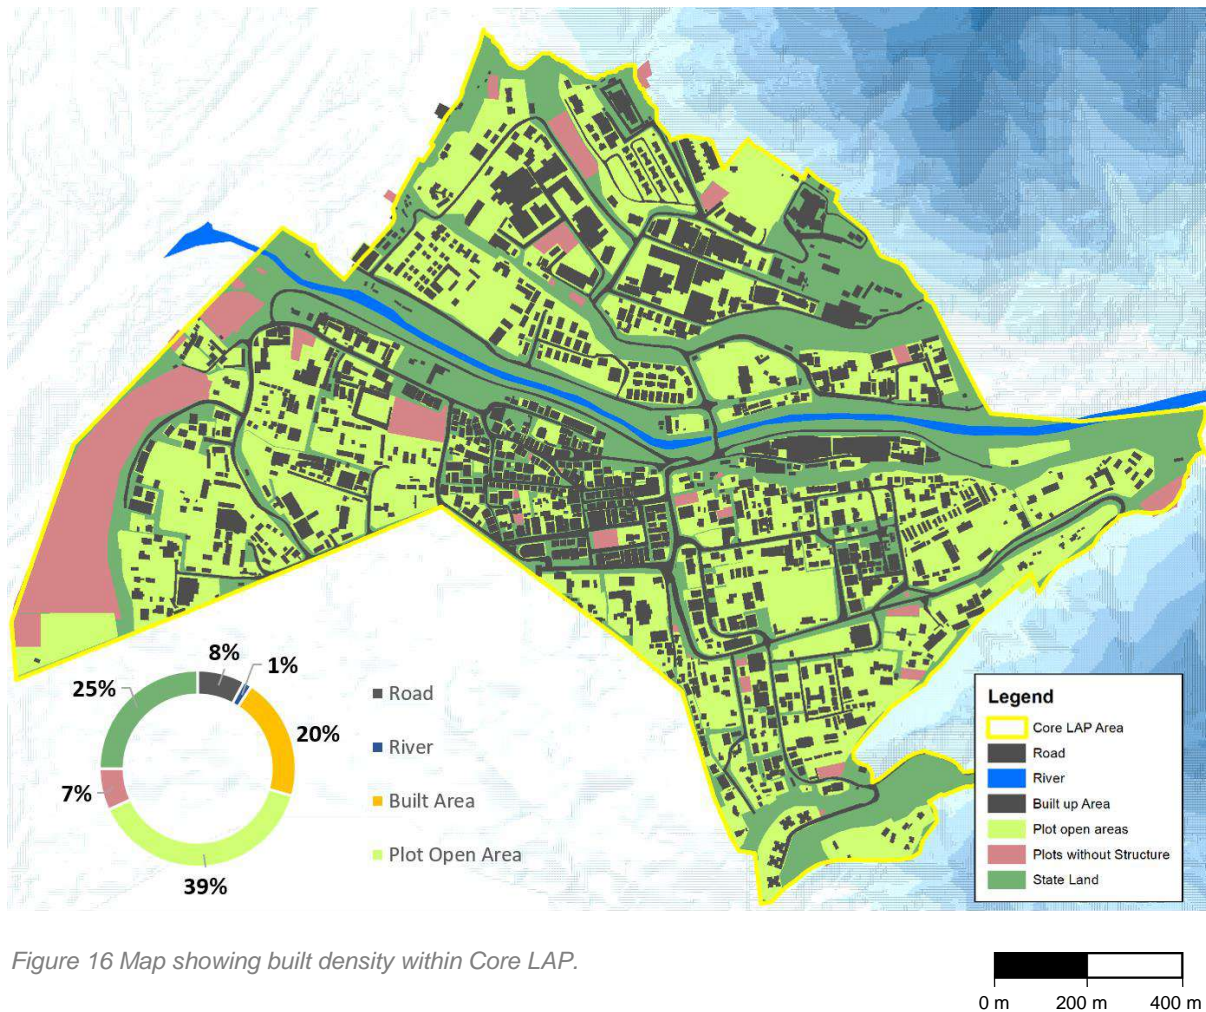 8%
1%
25%
20%
7%
39%
Road
River
Built Area
Plot Open Area
Legend
Core LAP Area
Road
River
Built up Area
Plot open areas
Plots without Structure
State Land
Figure 16 Map showing built density within Core LAP.
0 m 200 m 400 m